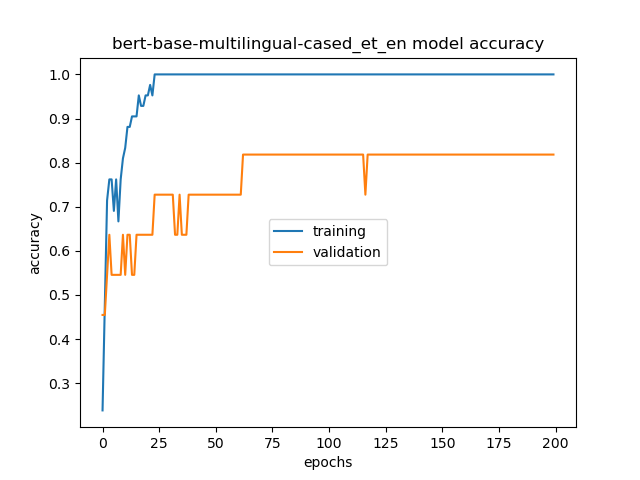 bert-base-multilingual-cased_et_en model accuracy
1.0
0.9
0.8
0.7
0.6
0.5
0.4
0.3
accuracy
training
validation
0 25 50 75 100 125 150 175 200
epochs